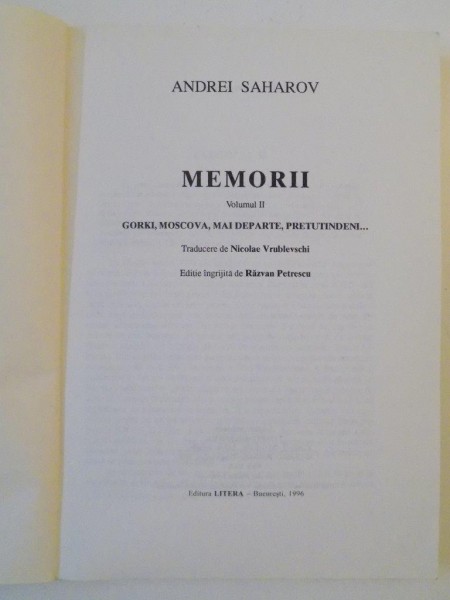 ANDREI SAHAROV
MEMORII
Volumul II
GORKI, MOSCOVA, MAI DEPARTE, PRETUTINDENI...
Traducere de Nicolae Vrublevschi
Ediție îngrijită de Răzvan Petrescu
Editura LITERA – București, 1996